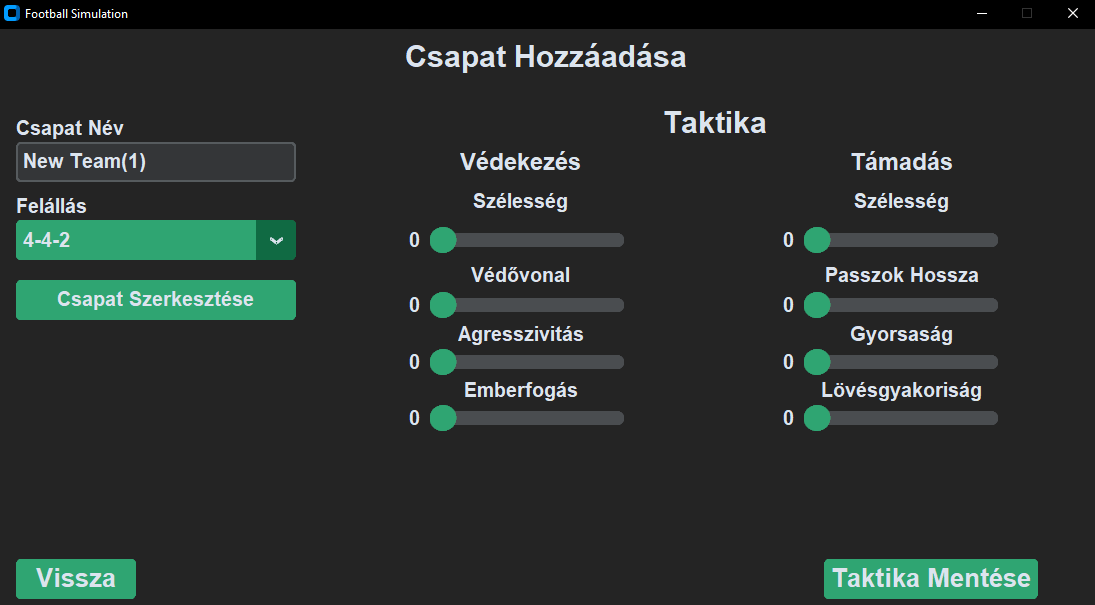 Football Simulation
Csapat Hozzáadása
Csapat Név
New Team(1)
Felállás
4-4-2
Csapat Szerkesztése
Taktika
Védekezés
Szélesség
0
Védővonal
0
Agresszivitás
0
Emberfogás
0
Támadás
Szélesség
0
Passzok Hossza
0
Gyorsaság
0
Lövésgyakoriság
0
Vissza
Taktika Mentése